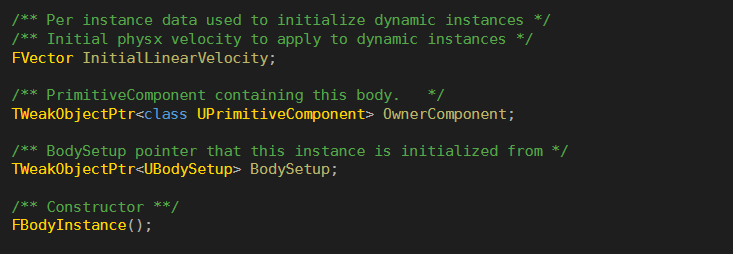 /** Per instance data used to initialize dynamic instances */
/** Initial physx velocity to apply to dynamic instances */
FVector InitialLinearVelocity;
/** PrimitiveComponent containing this body.   */
TWeakObjectPtr<class UPrimitiveComponent> OwnerComponent;
/** BodySetup pointer that this instance is initialized from */
TWeakObjectPtr<UBodySetup> BodySetup;
/** Constructor **/
FBodyInstance();